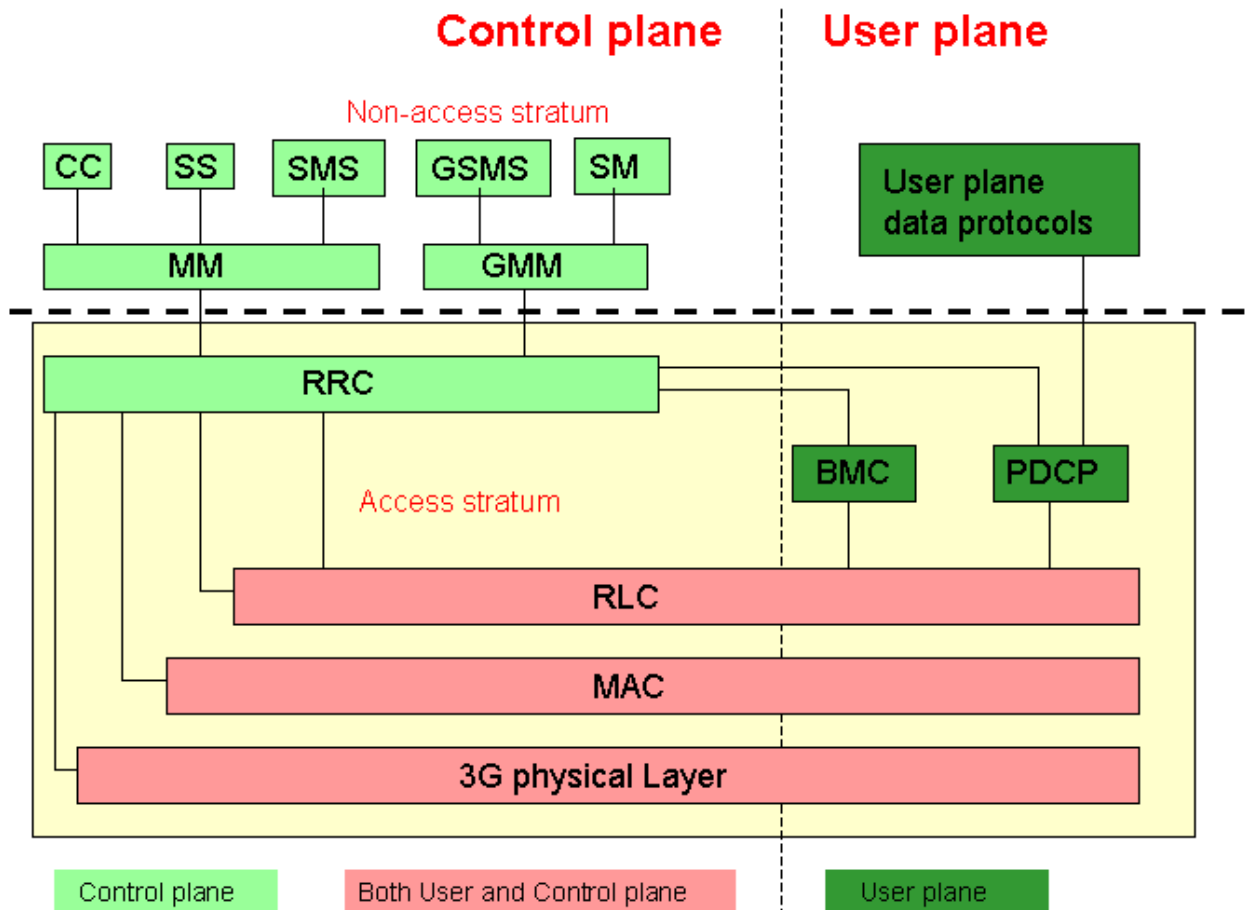 Control plane
User plane
Non-access stratum
CC
SS
SMS
GSMS
SM
User plane
data protocols
MM
GMM
RRC
BMC
PDCP
Access stratum
RLC
MAC
3G physical Layer
Control plane
Both User and Control plane
User plane